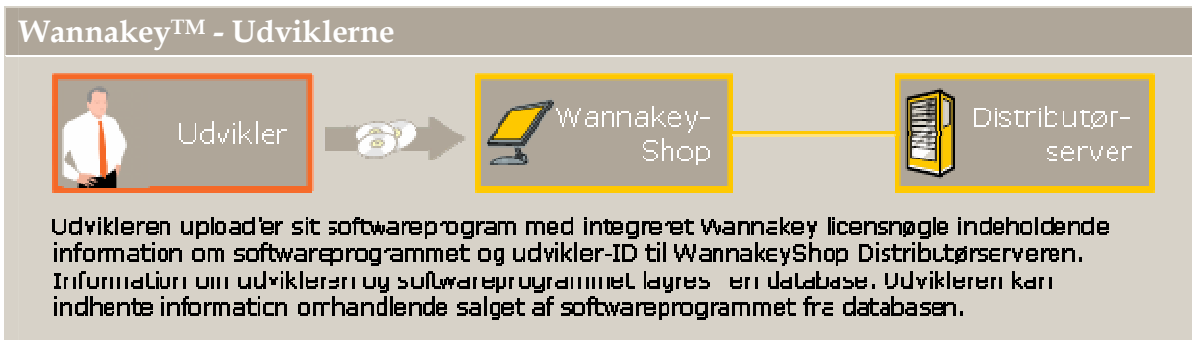 Wannakey™ - Udviklerne
Udvikler
Wannakey-
Shop
Distributør-
server
Udvikleren upload'er sit softwareprogram med integreret Wannakey licensnøgle indeholdende
information om softwareprogrammet og udvikler-ID til WannakeyShop Distributørserveren.
Information om udvikleren og softwareprogrammet lagres en database. Udvikleren kan
indhente information omhandlende salget af softwareprogrammet fra databasen.